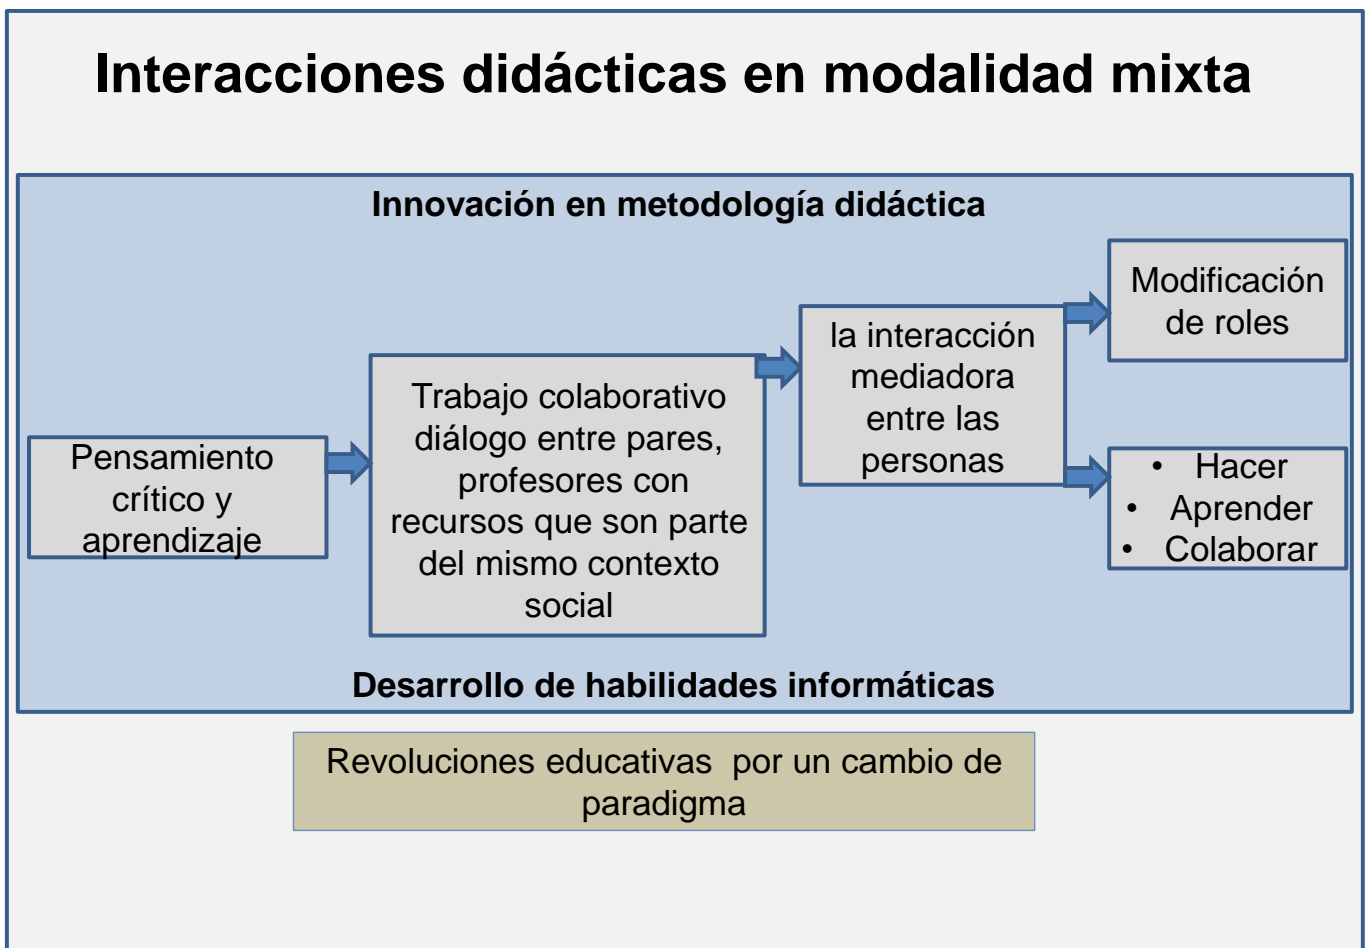 Interacciones didácticas en modalidad mixta
Innovación en metodología didáctica
Pensamiento
crítico y
aprendizaje
Trabajo colaborativo
diálogo entre pares,
profesores con
recursos que son parte
del mismo contexto
social
la interacción
mediadora
entre las
personas
Modificación
de roles
• Hacer
• Aprender
• Colaborar
Desarrollo de habilidades informáticas
Revoluciones educativas  por un cambio de
paradigma